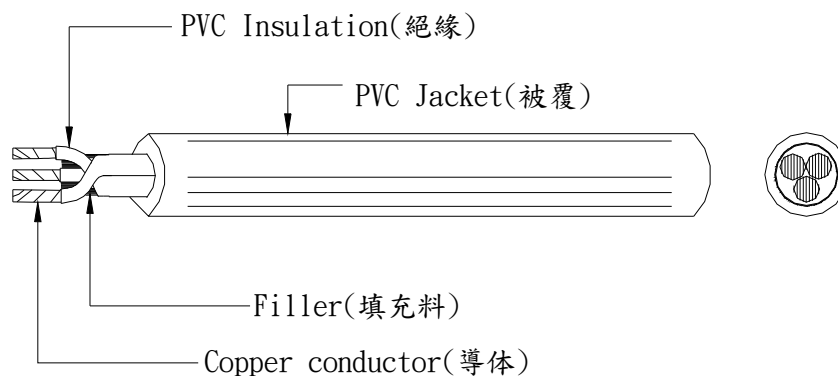 PVC Insulation(絕緣)
PVC Jacket(被覆)
Filler(填充料)
Copper conductor(導体)